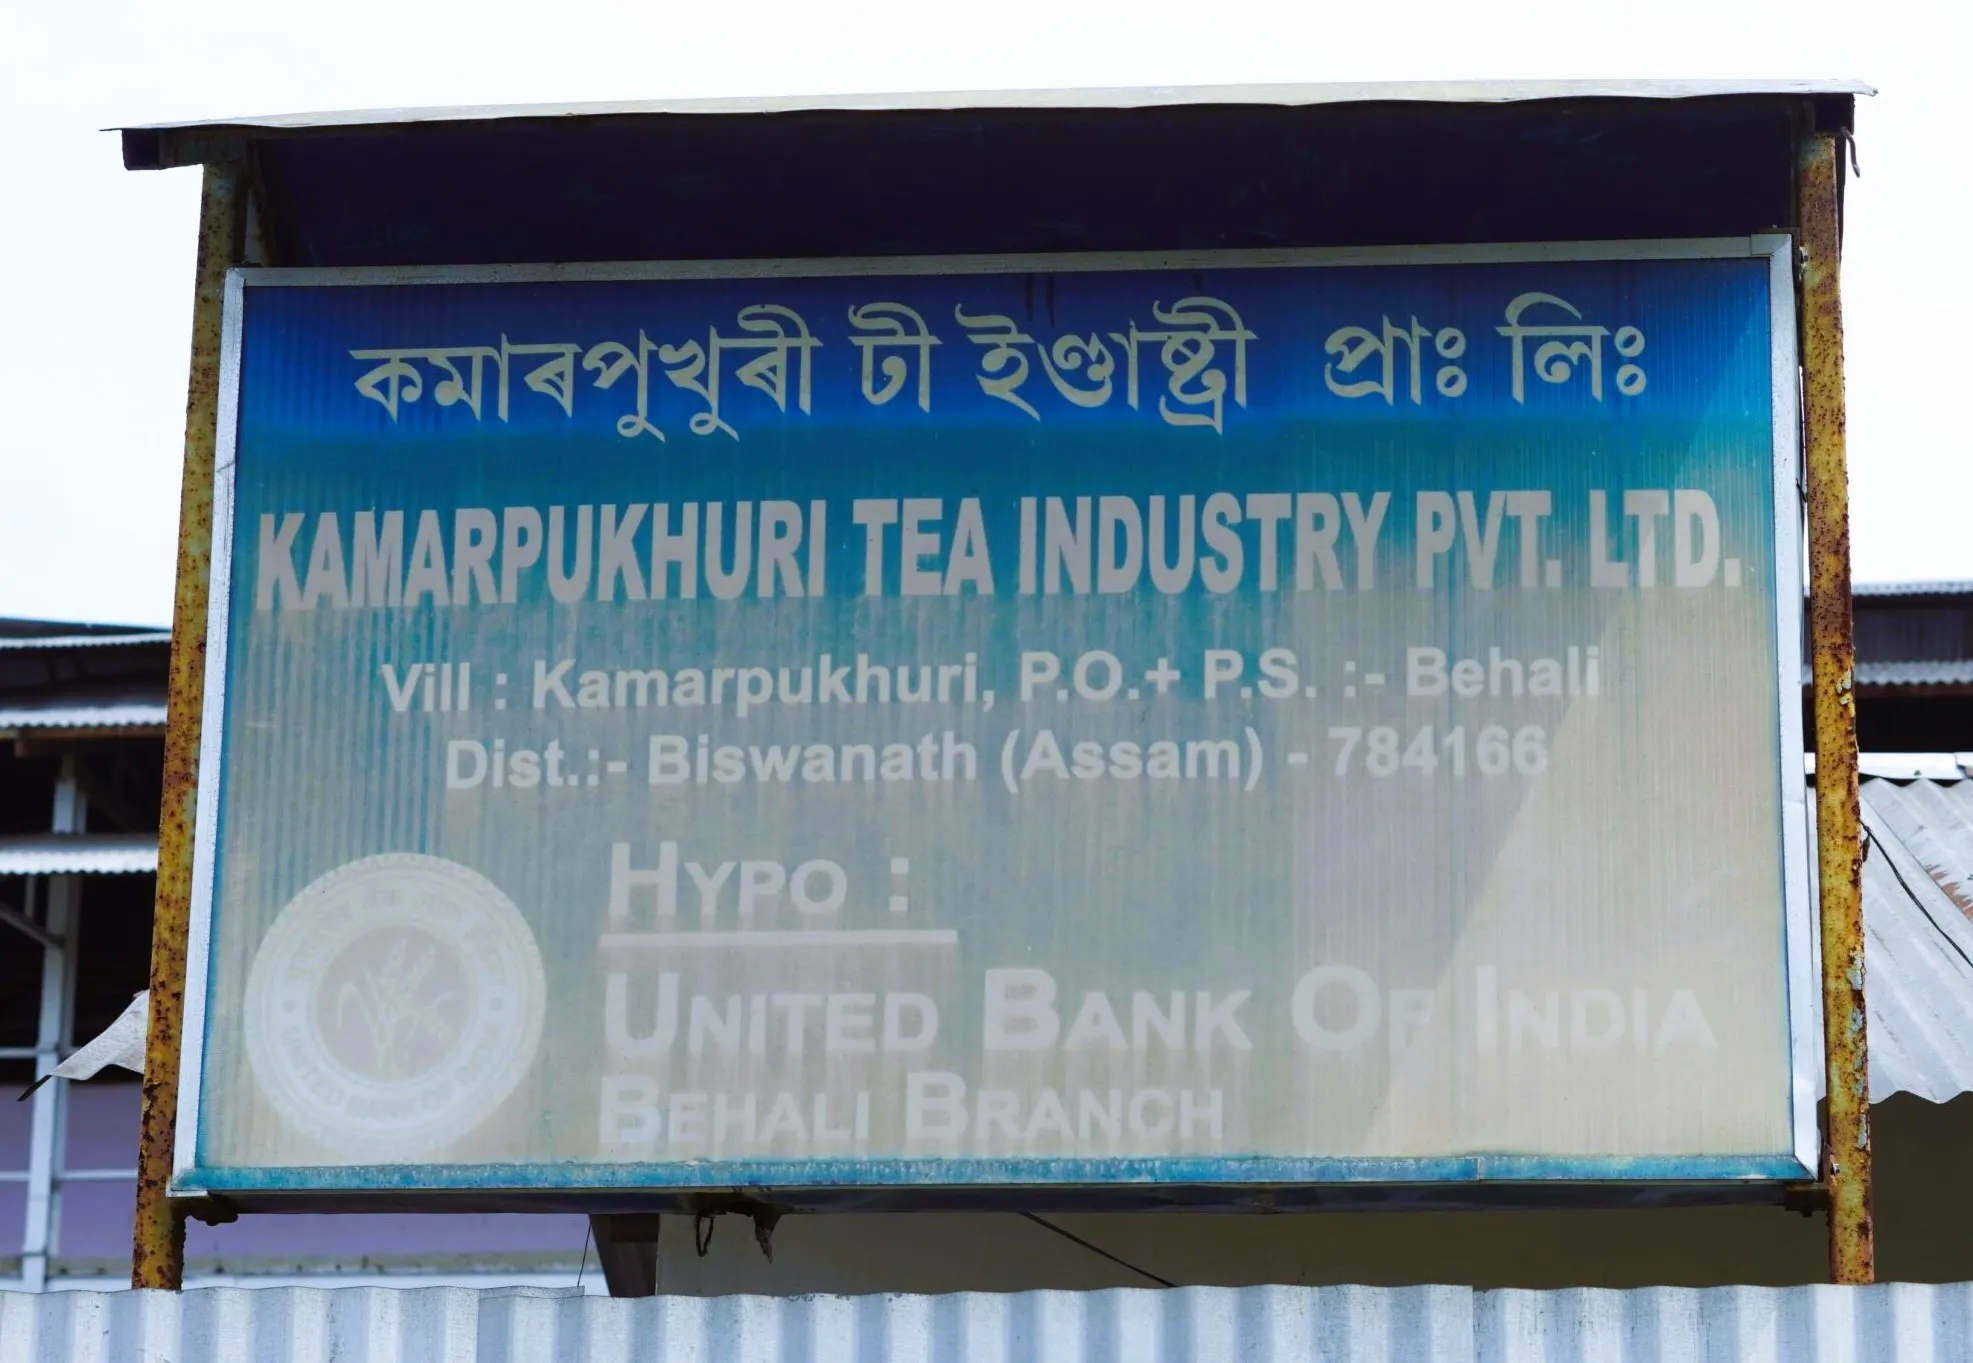 কমাৰপুখুৰী টী ইণ্ডাষ্ট্ৰী প্ৰাঃ লিঃ
KAMARPUKHURI TEA INDUSTRY PVT. LTD.
Vill : Kamarpukhuri, P.O.+ P.S. :- Behali
Dist.:- Biswanath (Assam) - 784166
HYPO :
UNITED BANK OF INDIA
BEHALI BRANCH